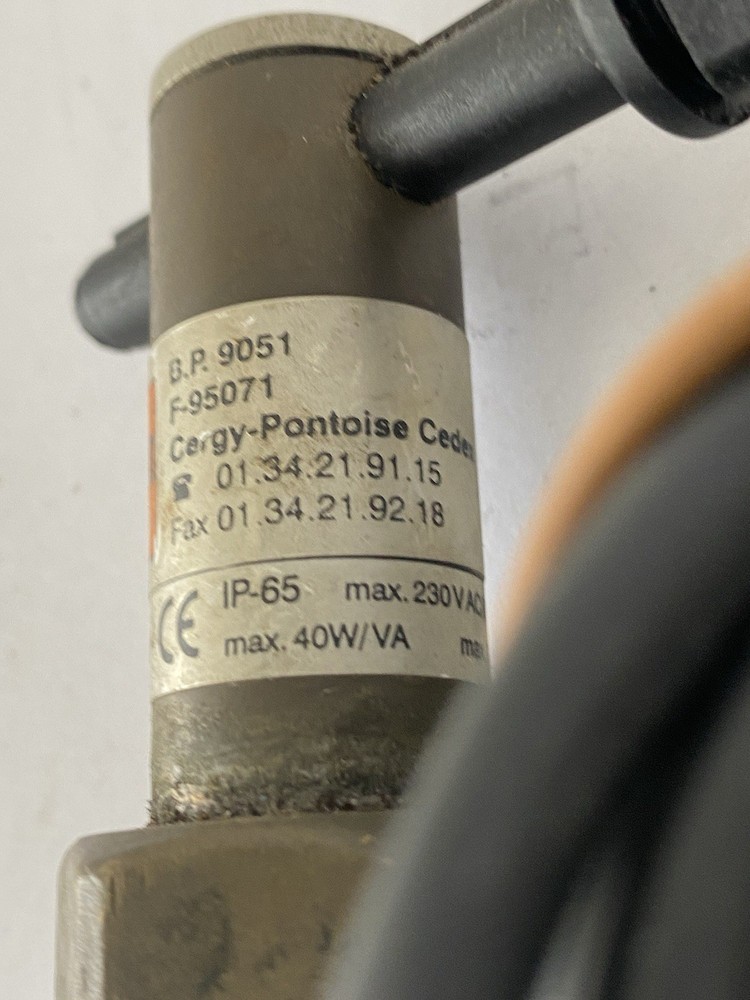 B.P. 9051
F-95071
Cergy-Pontoise Cedex
☎ 01.34.21.91.15
Fax 01.34.21.92.18
CE IP-65 max. 230VAC
max. 40W/VA